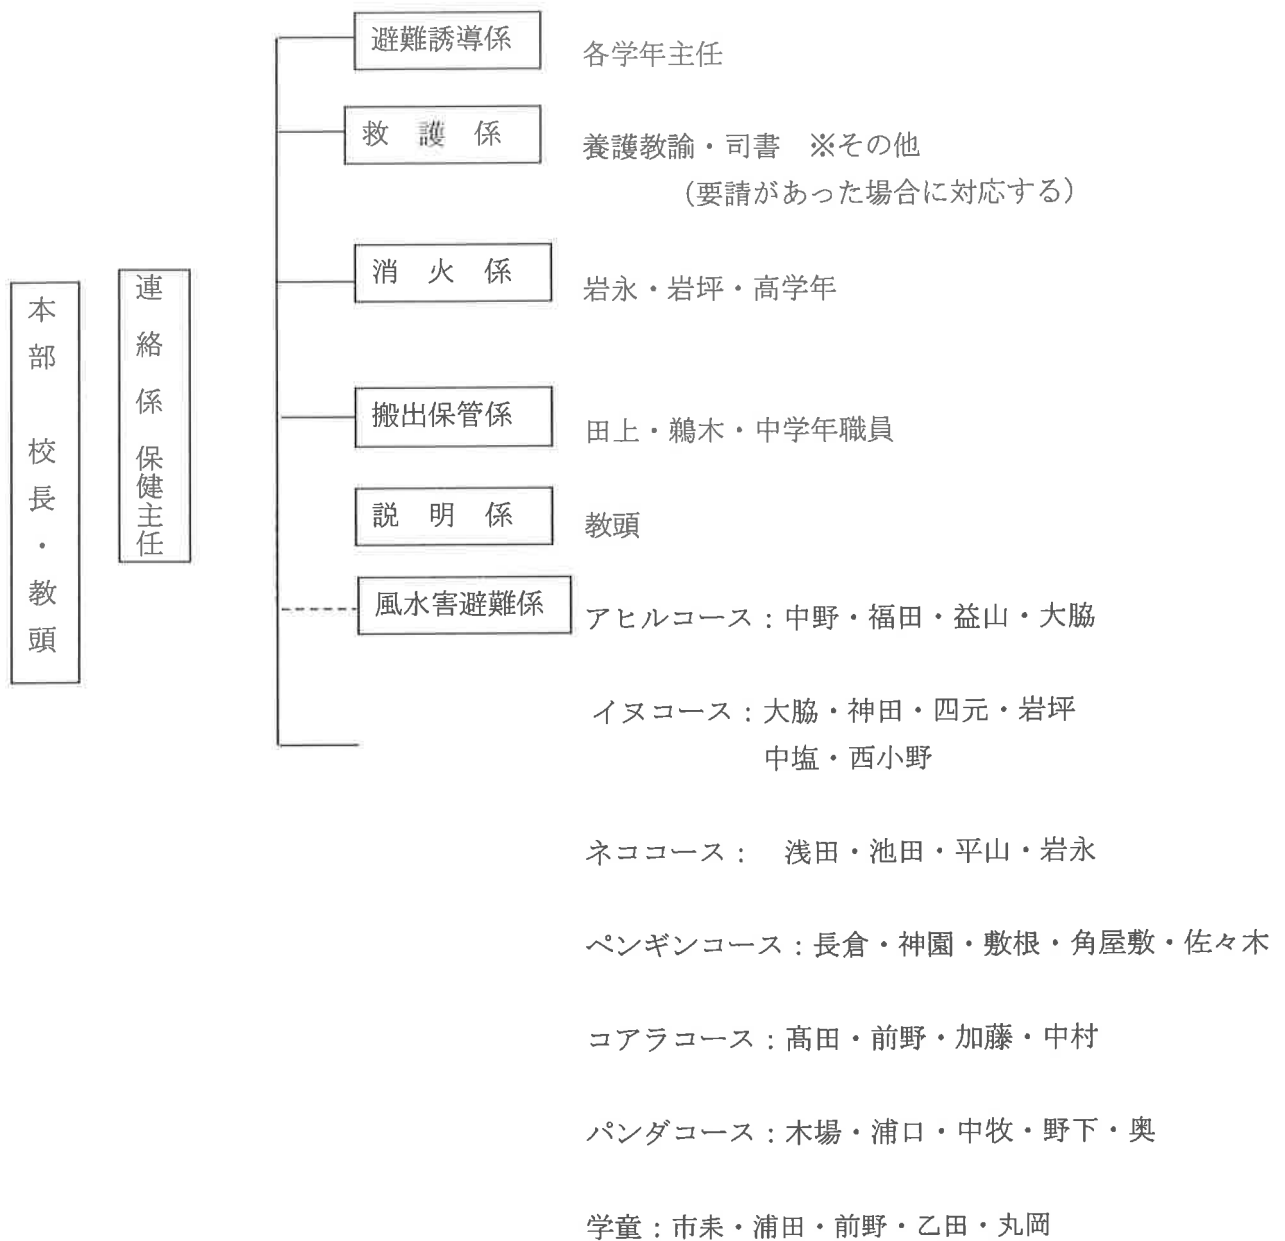 本部 校長・教頭
連絡係 保健主任
避難誘導係 各学年主任
救護係 養護教諭・司書 ※その他
（要請があった場合に対応する）
消火係 岩永・岩坪・高学年
搬出保管係 田上・鵜木・中学年職員
説明係 教頭
風水害避難係 アヒルコース：中野・福田・益山・大脇
イヌコース：大脇・神田・四元・岩坪
中塩・西小野
ネココース： 浅田・池田・平山・岩永
ペンギンコース：長倉・神園・敷根・角屋敷・佐々木
コアラコース：髙田・前野・加藤・中村
パンダコース：木場・浦口・中牧・野下・奥
学童：市耒・浦田・前野・乙田・丸岡